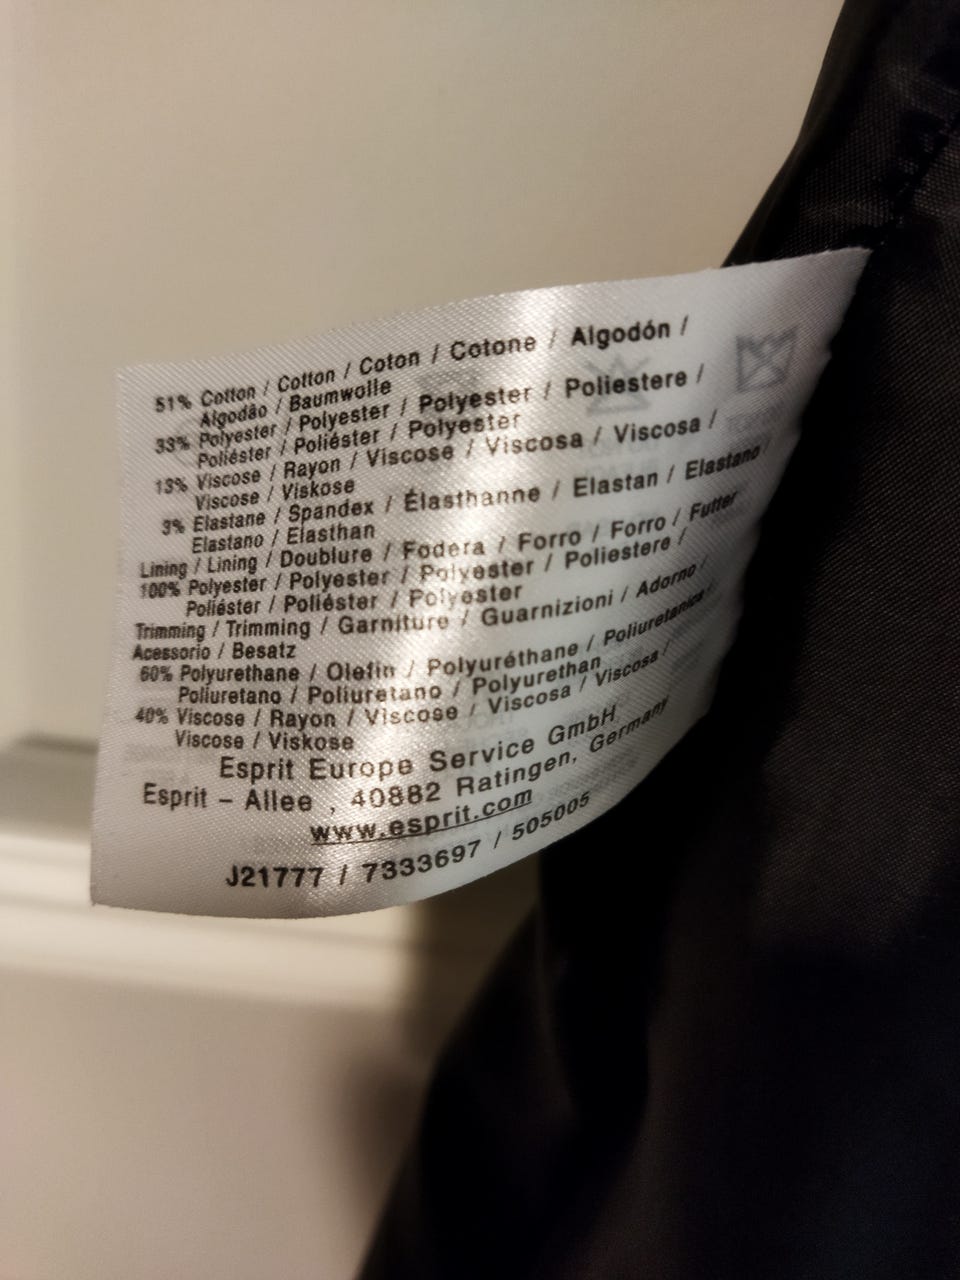 51% Cotton / Cotton / Coton / Cotone / Algodón /
Algodão / Baumwolle
33% Polyester / Polyester / Polyester / Poliestere /
Poliéster / Poliéster / Polyester
13% Viscose / Rayon / Viscose / Viscosa / Viscosa /
Viscose / Viskose
3% Elastane / Spandex / Élasthanne / Elastan / Elastano /
Elastano / Elasthan
Lining / Lining / Doublure / Fodera / Forro / Forro / Futter
100% Polyester / Polyester / Polyester / Poliestere /
Poliéster / Poliéster / Polyester
Trimming / Trimming / Garniture / Guarnizioni / Adorno /
Acessorio / Besatz
60% Polyurethane / Olefin / Polyuréthane / Poliuretanica /
Poliuretano / Poliuretano / Polyurethan
40% Viscose / Rayon / Viscose / Viscosa / Viscosa /
Viscose / Viskose
Esprit Europe Service GmbH
Esprit - Allee , 40882 Ratingen, Germany
www.esprit.com
J21777 / 7333697 / 505005